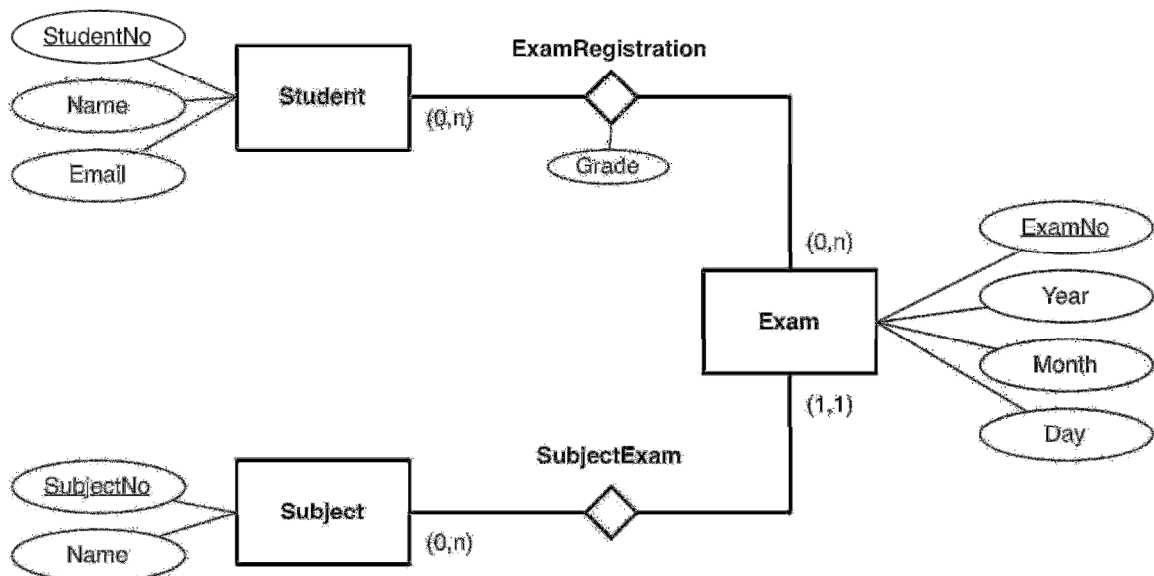 StudentNo
Name
Email
Student
(0,n)
ExamRegistration
Grade
(0,n)
Exam
(1,1)
ExamNo
Year
Month
Day
SubjectExam
SubjectNo
Name
Subject
(0,n)